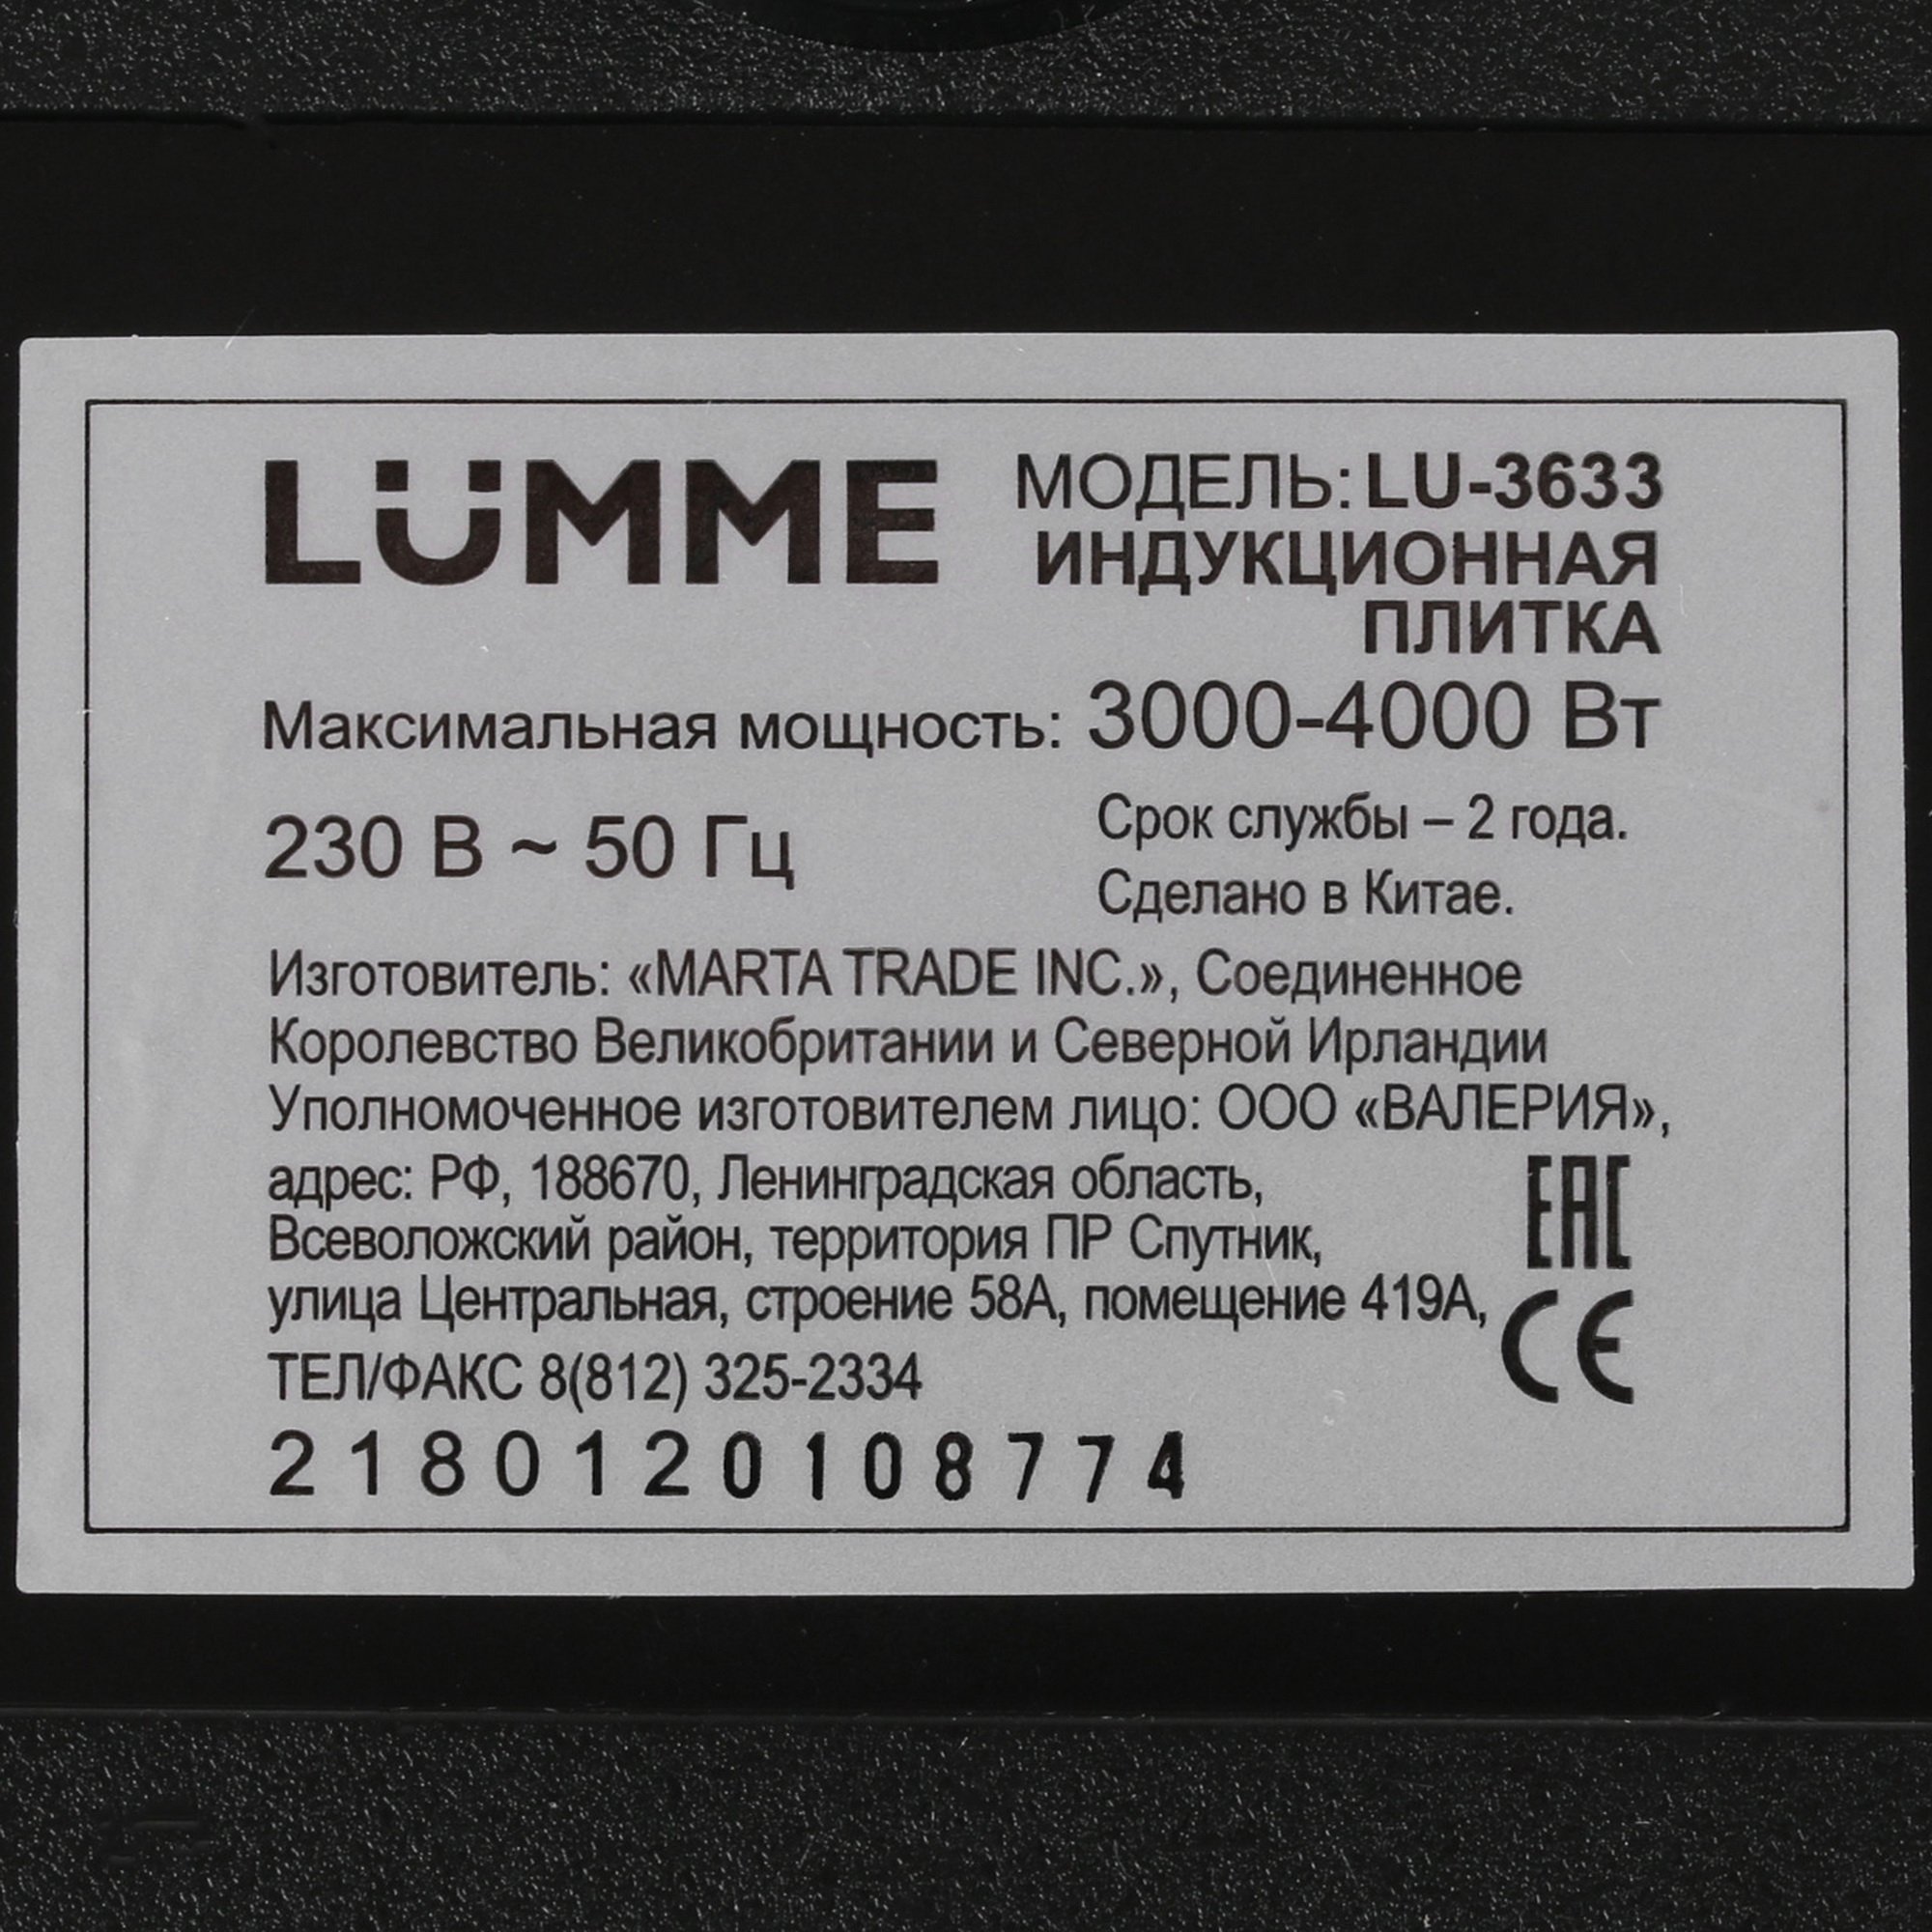 LÜMME
МОДЕЛЬ: LU-3633
ИНДУКЦИОННАЯ
ПЛИТКА
Максимальная мощность: 3000-4000 Вт
230 В ~ 50 Гц
Срок службы – 2 года.
Сделано в Китае.
Изготовитель: «MARTA TRADE INC.», Соединенное
Королевство Великобритании и Северной Ирландии
Уполномоченное изготовителем лицо: ООО «ВАЛЕРИЯ»,
адрес: РФ, 188670, Ленинградская область,
Всеволожский район, территория ПР Спутник,
улица Центральная, строение 58А, помещение 419А,
ТЕЛ/ФАКС 8(812) 325-2334
EAC
CE
2180120108774